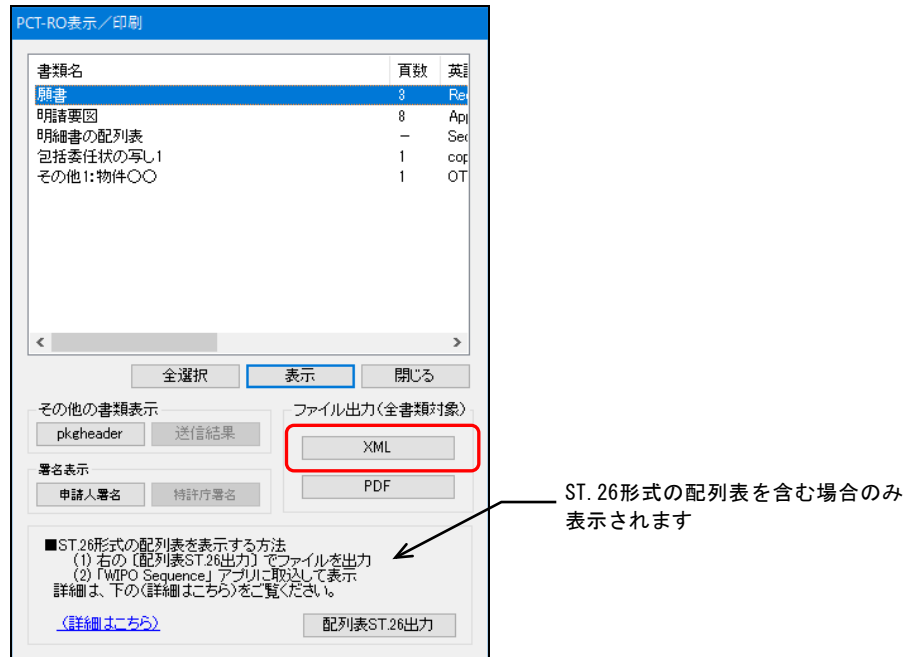 PCT-RO表示／印刷
書類名 頁数 英
願書 3 Re
明請要図 8 Ap
明細書の配列表 − Se
包括委任状の写し1 1 cop
その他1:物件〇〇 1 OT
全選択 表示 閉じる
その他の書類表示 ファイル出力(全書類対象)
pkgheader 送信結果 XML
署名表示
申請人署名 特許庁署名 PDF
ST.26形式の配列表を含む場合のみ
表示されます
■ST.26形式の配列表を表示する方法
(1) 右の〔配列表ST.26出力〕でファイルを出力
(2)「WIPO Sequence」アプリに取込して表示
詳細は、下の(詳細はこちら)をご覧ください。
(詳細はこちら) 配列表ST.26出力